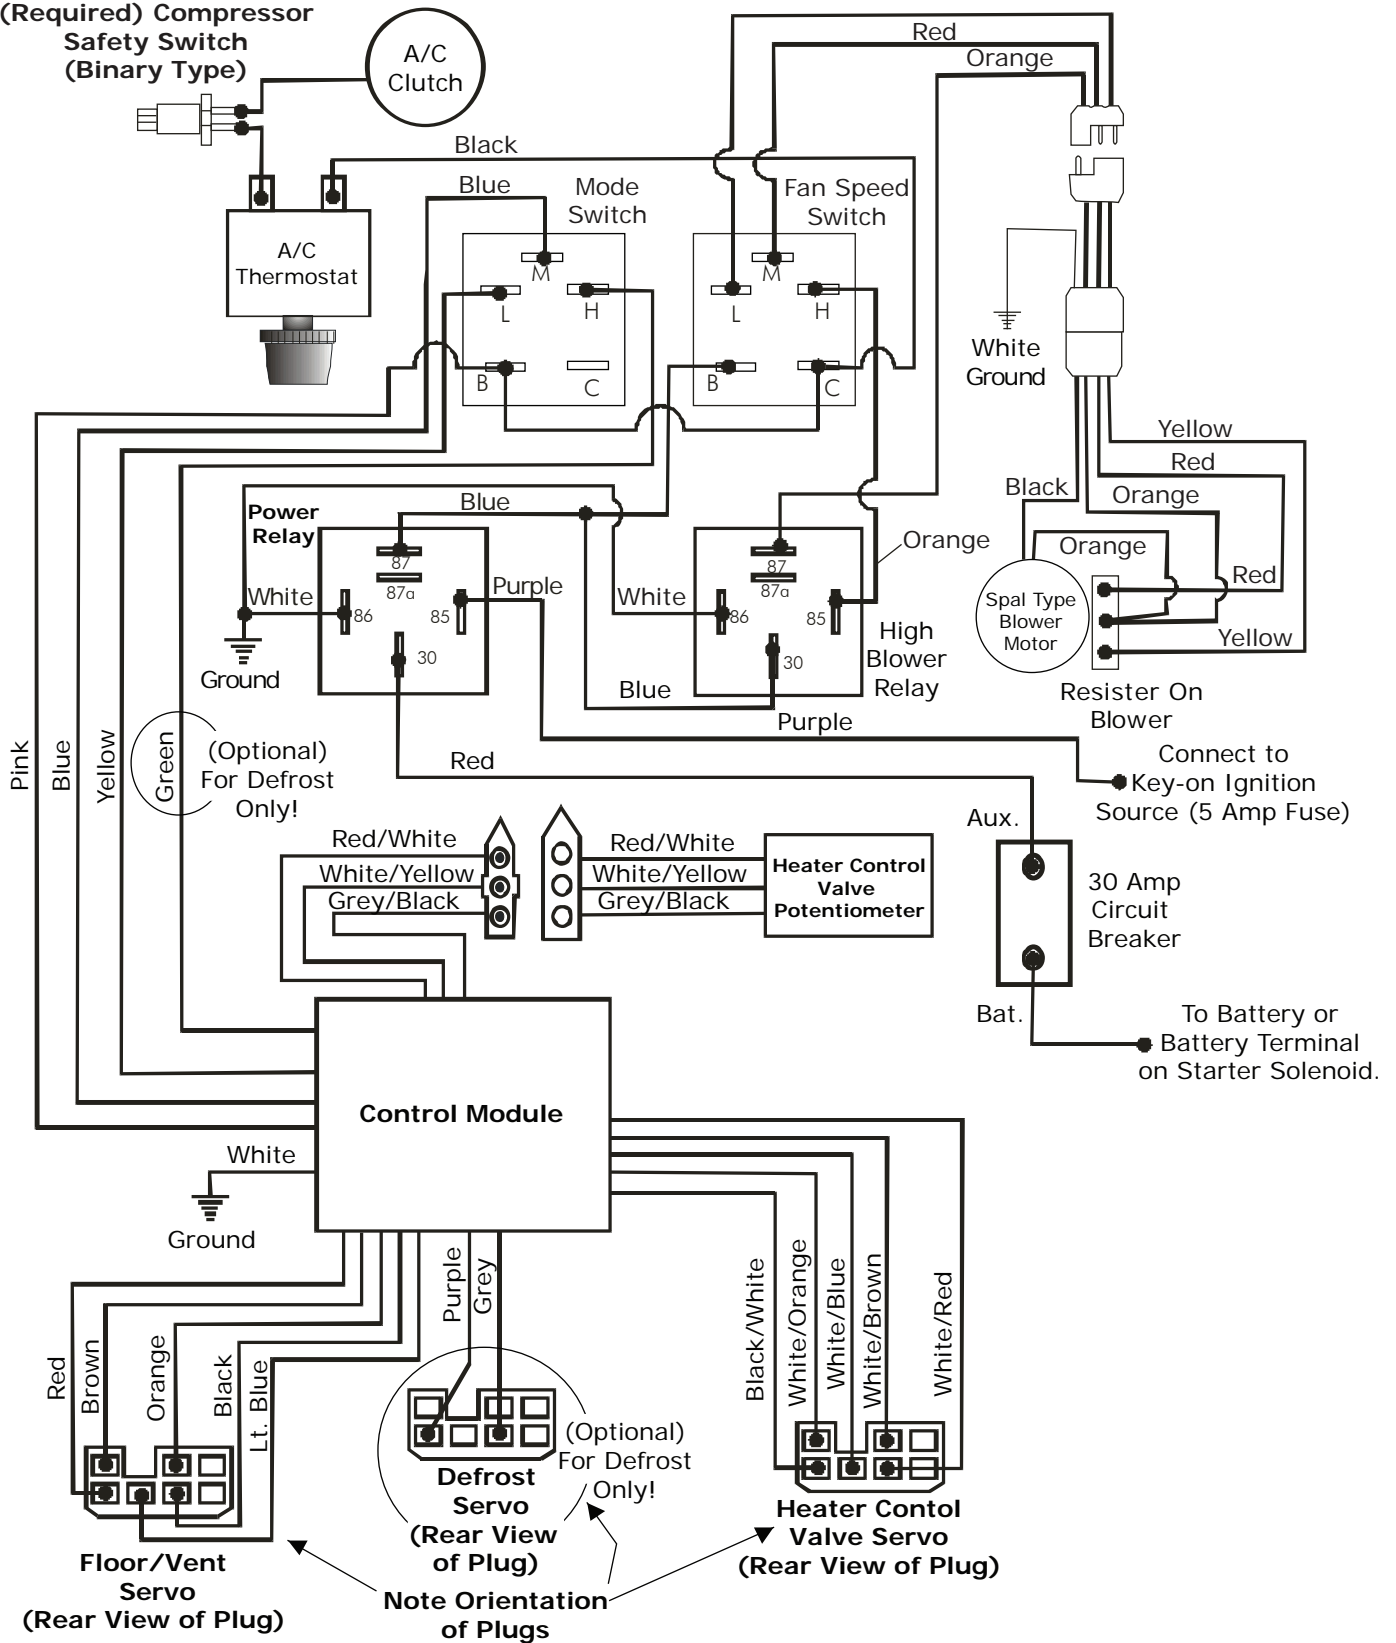 (Required) Compressor
Safety Switch
(Binary Type)
A/C
Clutch
Red
Orange
Black
Blue
Mode
Switch
Fan Speed
Switch
A/C
Thermostat
M
L
H
B
C
M
L
H
B
C
White
Ground
Yellow
Red
Black
Orange
Orange
Red
Yellow
Spal Type
Blower
Motor
Resister On
Blower
Power
Relay
Blue
87
87a
86
85
30
White
Purple
Ground
White
87
87a
86
85
30
Orange
High
Blower
Relay
Blue
Purple
Connect to
Key-on Ignition
Source (5 Amp Fuse)
Red
Pink
Blue
Yellow
Green
(Optional)
For Defrost
Only!
Aux.
30 Amp
Circuit
Breaker
Bat.
To Battery or
Battery Terminal
on Starter Solenoid.
Red/White
White/Yellow
Grey/Black
Red/White
White/Yellow
Grey/Black
Heater Control
Valve
Potentiometer
Control Module
White
Ground
Red
Brown
Orange
Black
Lt. Blue
Purple
Grey
Black/White
White/Orange
White/Blue
White/Brown
White/Red
(Optional)
For Defrost
Only!
Defrost
Servo
(Rear View
of Plug)
Heater Contol
Valve Servo
(Rear View of Plug)
Floor/Vent
Servo
(Rear View of Plug)
Note Orientation
of Plugs